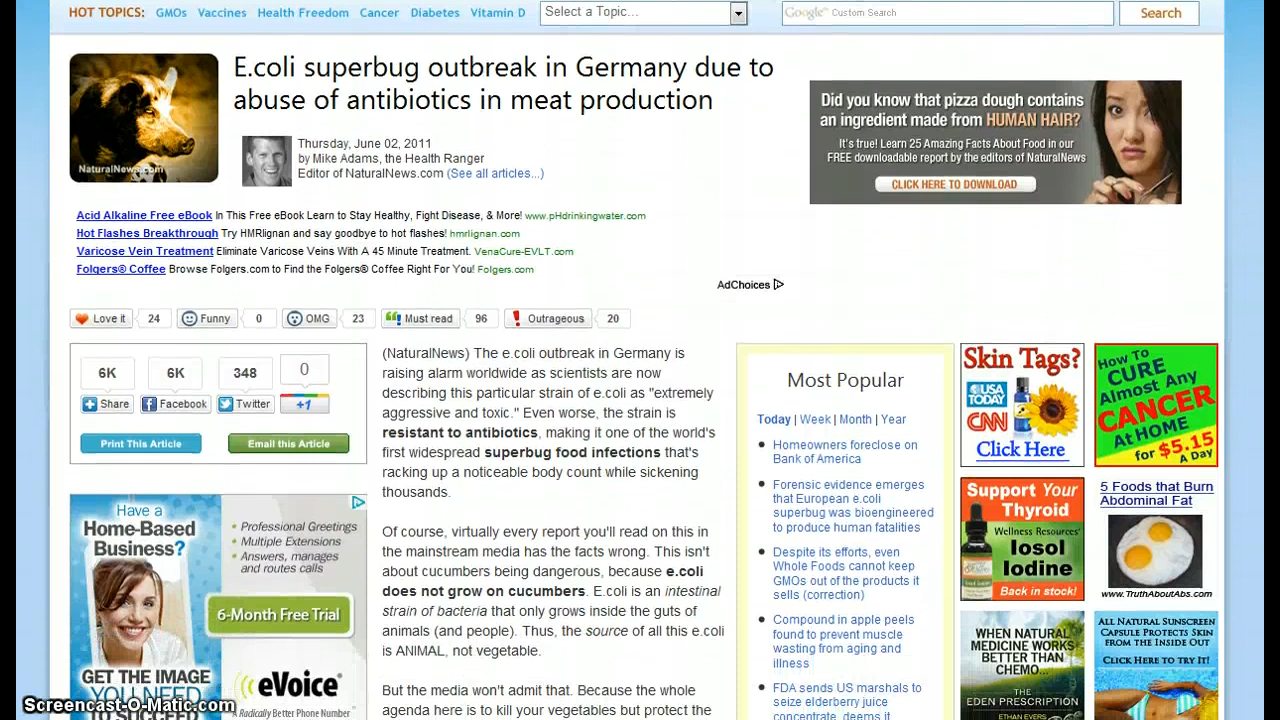 HOT TOPICS: GMOs Vaccines Health Freedom Cancer Diabetes Vitamin D
Select a Topic...
Google™ Custom Search
Search
NaturalNews.com
E.coli superbug outbreak in Germany due to
abuse of antibiotics in meat production
Thursday, June 02, 2011
by Mike Adams, the Health Ranger
Editor of NaturalNews.com (See all articles...)
Did you know that pizza dough contains
an ingredient made from HUMAN HAIR?
It's true! Learn 25 Amazing Facts About Food in our
FREE downloadable report by the editors of NaturalNews
CLICK HERE TO DOWNLOAD
Acid Alkaline Free eBook In This Free eBook Learn to Stay Healthy, Fight Disease, & More! www.pHdrinkingwater.com
Hot Flashes Breakthrough Try HMRlignan and say goodbye to hot flashes! hmrlignan.com
Varicose Vein Treatment Eliminate Varicose Veins With A 45 Minute Treatment. VenaCure-EVLT.com
Folgers® Coffee Browse Folgers.com to Find the Folgers® Coffee Right For You! Folgers.com
AdChoices
Love it 24 Funny 0 OMG 23 Must read 96 Outrageous 20
6K 6K 348 0
Share Facebook Twitter +1
Print This Article Email this Article
Have a
Home-Based
Business?
• Professional Greetings
• Multiple Extensions
• Answers, manages
and routes calls
6-Month Free Trial
GET THE IMAGE
YOU NEED
TO SUCCEED
eVoice
A Radically Better Phone Number
(NaturalNews) The e.coli outbreak in Germany is
raising alarm worldwide as scientists are now
describing this particular strain of e.coli as "extremely
aggressive and toxic." Even worse, the strain is
resistant to antibiotics, making it one of the world's
first widespread superbug food infections that's
racking up a noticeable body count while sickening
thousands.
Of course, virtually every report you'll read on this in
the mainstream media has the facts wrong. This isn't
about cucumbers being dangerous, because e.coli
does not grow on cucumbers. E.coli is an intestinal
strain of bacteria that only grows inside the guts of
animals (and people). Thus, the source of all this e.coli
is ANIMAL, not vegetable.
But the media won't admit that. Because the whole
agenda here is to kill your vegetables but protect the
Most Popular
Today | Week | Month | Year
Homeowners foreclose on
Bank of America
Forensic evidence emerges
that European e.coli
superbug was bioengineered
to produce human fatalities
Despite its efforts, even
Whole Foods cannot keep
GMOs out of the products it
sells (correction)
Compound in apple peels
found to prevent muscle
wasting from aging and
illness
FDA sends US marshals to
seize elderberry juice
concentrate, deems it
Skin Tags?
USA TODAY
CNN
Click Here
How To
CURE
Almost Any
CANCER
At HOME
for $5.15
A Day
Support Your
Thyroid
Wellness Resources'
Iosol
Iodine
Back in stock!
5 Foods that Burn
Abdominal Fat
www.TruthAboutAbs.com
WHEN NATURAL
MEDICINE WORKS
BETTER THAN
CHEMO...
THE EDEN PRESCRIPTION
ETHAN EVERS
ALL NATURAL SUNSCREEN
CAPSULE PROTECTS SKIN
FROM THE INSIDE OUT
CLICK HERE TO TRY IT!
Screencast-O-Matic.com